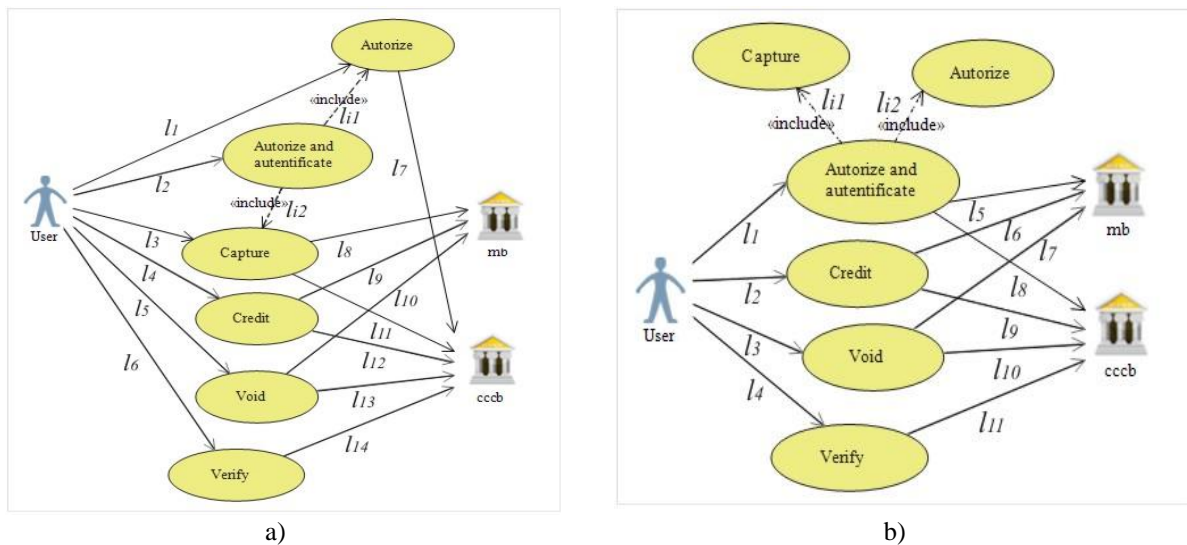 Autorize
«include»
li1
l1
Autorize and
autentificate
l2
l7
«include»
li2
User
l3
Capture
l8
mb
l4
l9
l5
Credit
l10
l11
l12
l6
Void
l13
cccb
l14
Verify
a)
Capture
Autorize
li1
li2
«include»
«include»
Autorize and
autentificate
l5
l6
mb
l1
l7
Credit
l2
l8
User
l9
l3
Void
cccb
l10
l4
l11
Verify
b)